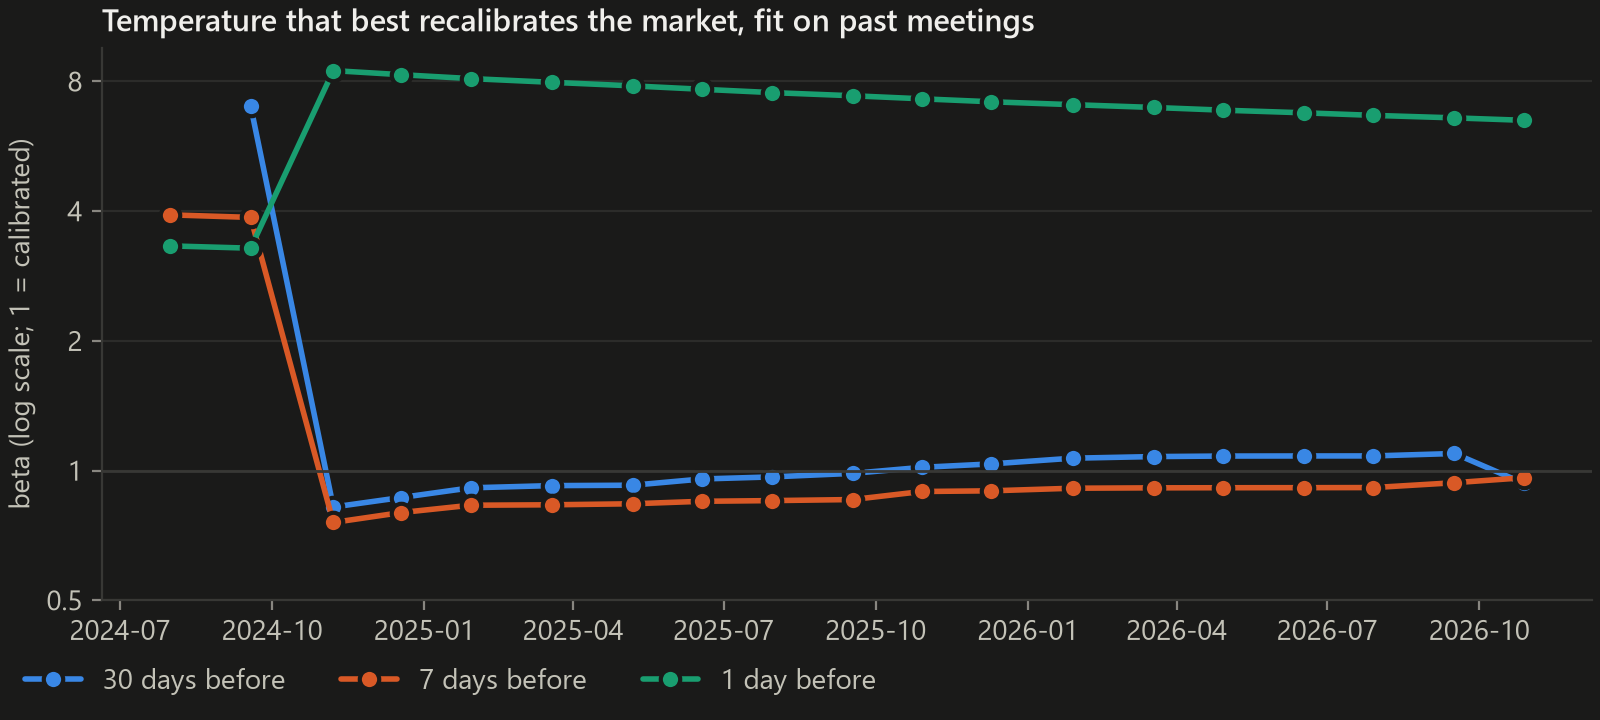 Temperature that best recalibrates the market, fit on past meetings
beta (log scale; 1 = calibrated)
8
4
2
1
0.5
2024-07 2024-10 2025-01 2025-04 2025-07 2025-10 2026-01 2026-04 2026-07 2026-10
30 days before 7 days before 1 day before